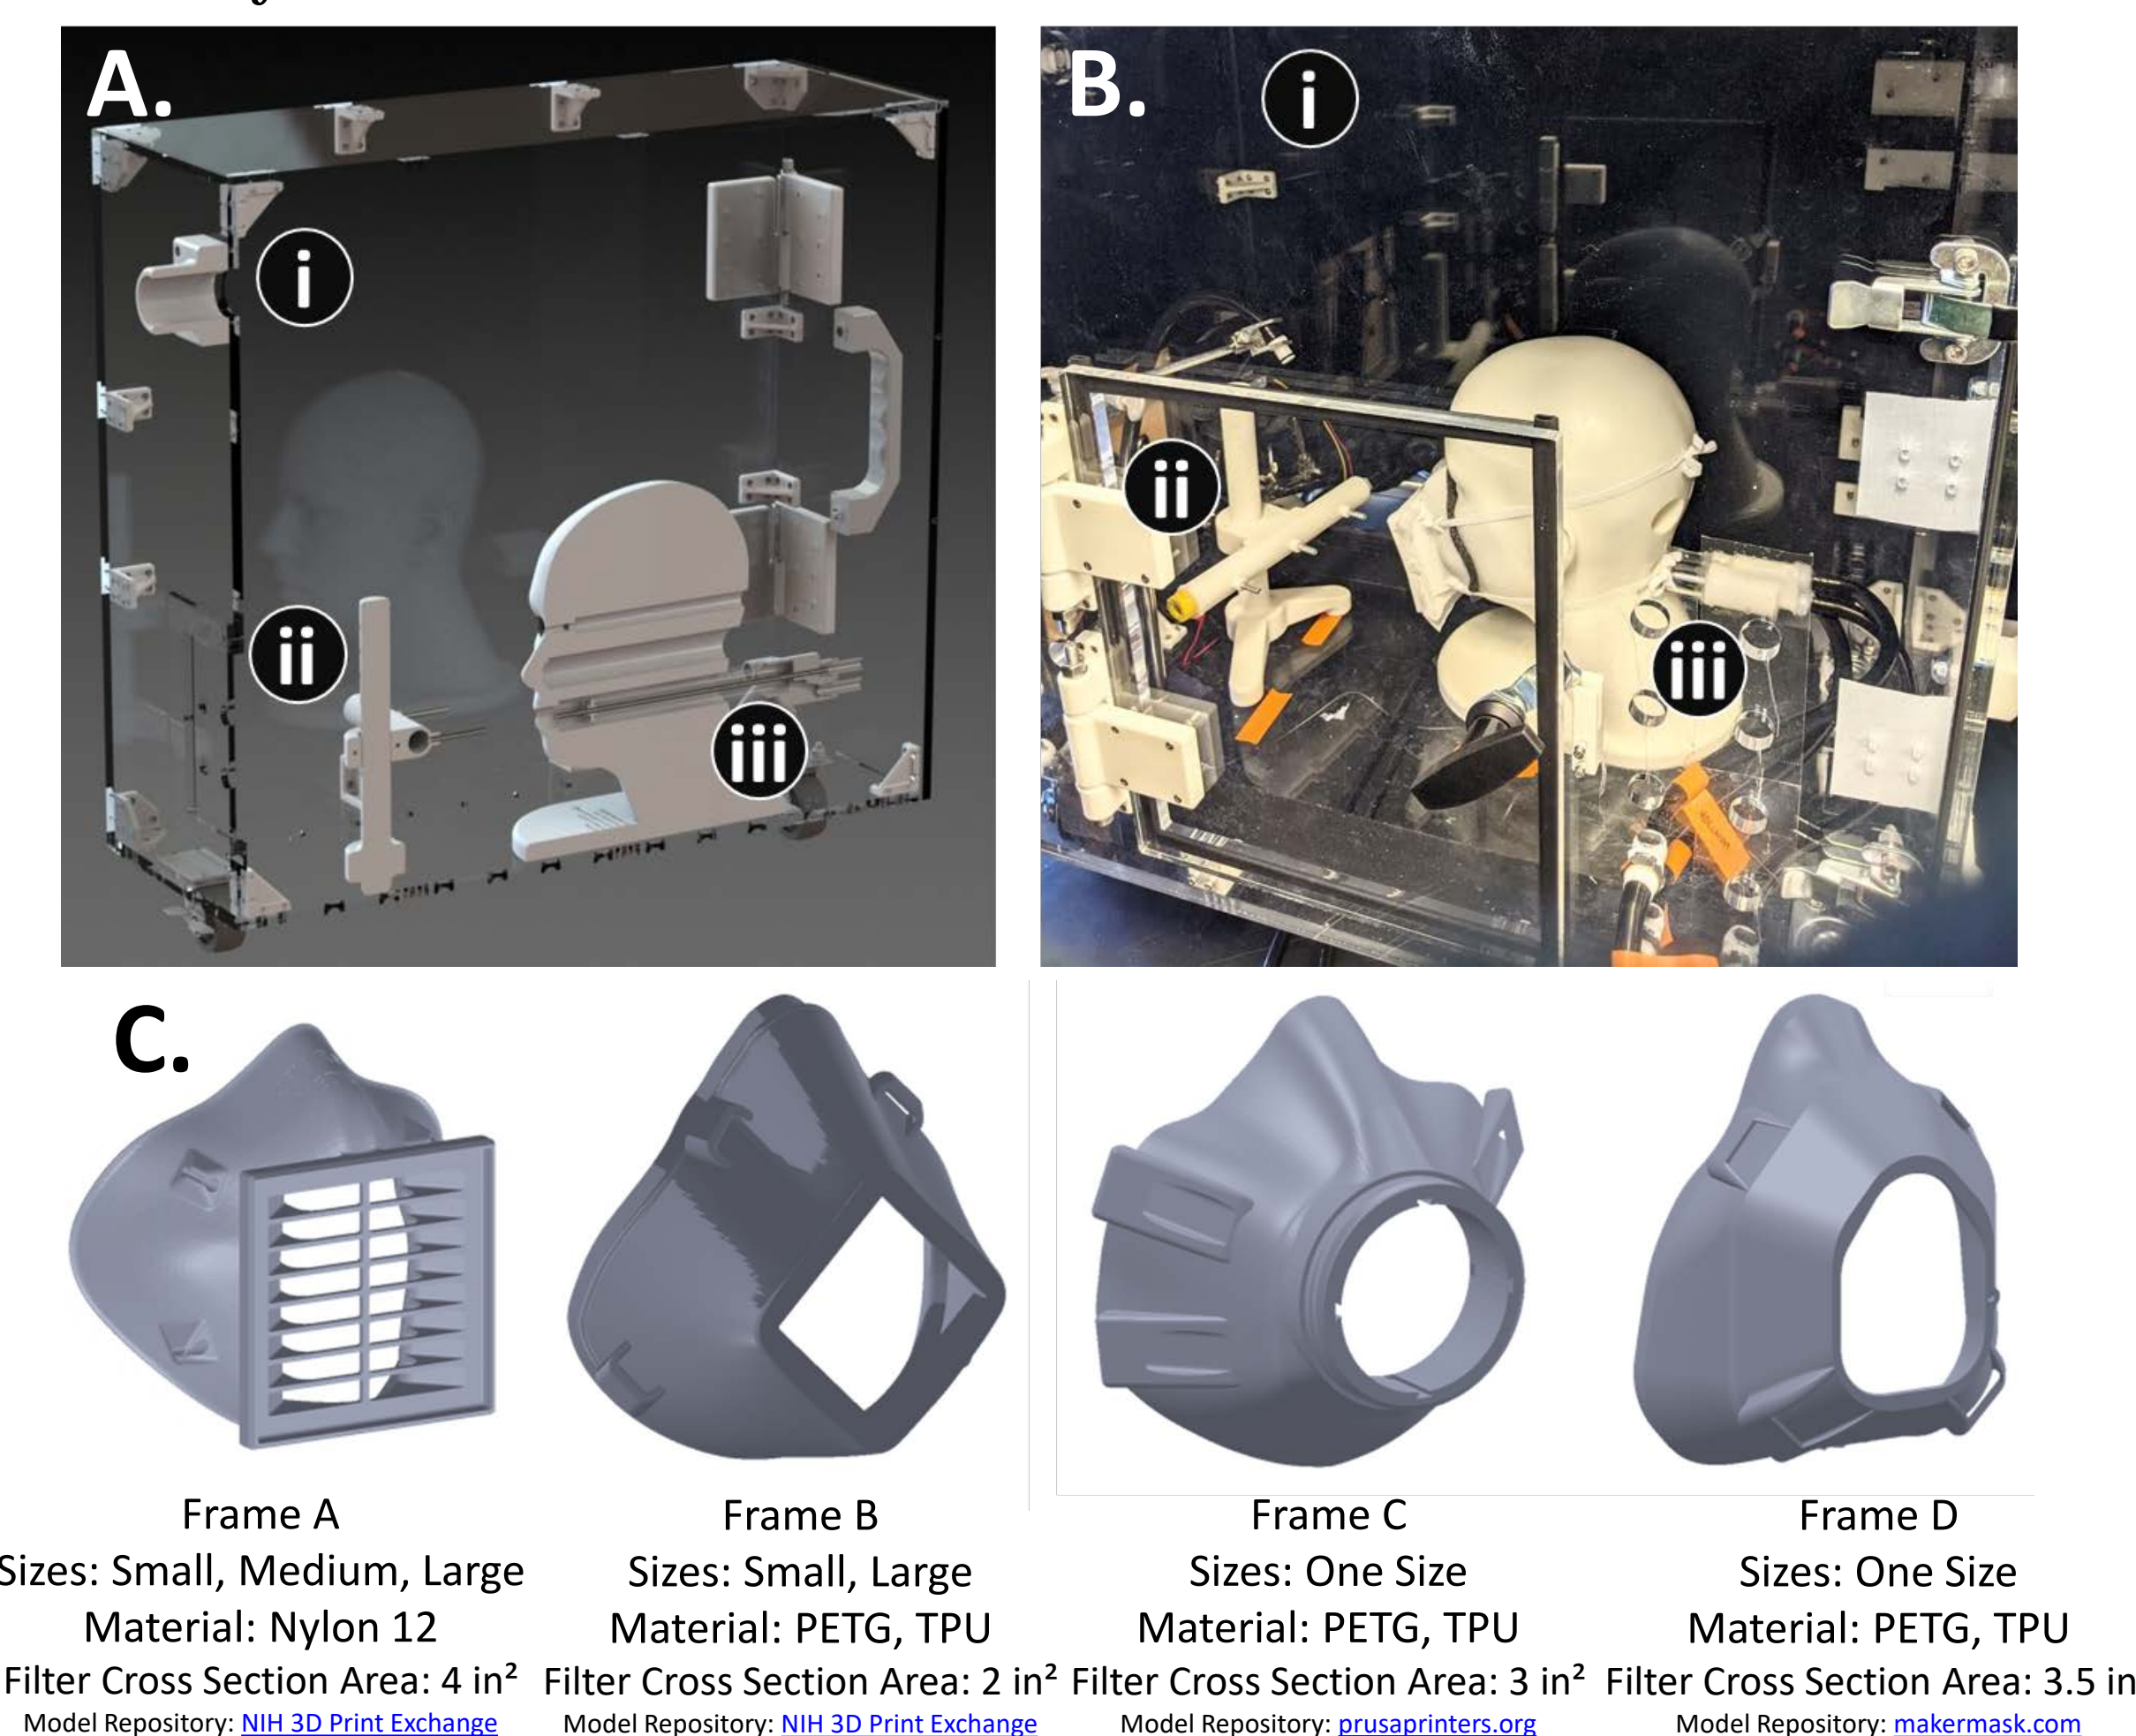 A.
i
ii
iii
B.
i
ii
iii
C.
Frame A
Sizes: Small, Medium, Large
Material: Nylon 12
Filter Cross Section Area: 4 in²
Model Repository: NIH 3D Print Exchange
Frame B
Sizes: Small, Large
Material: PETG, TPU
Filter Cross Section Area: 2 in²
Model Repository: NIH 3D Print Exchange
Frame C
Sizes: One Size
Material: PETG, TPU
Filter Cross Section Area: 3 in²
Model Repository: prusaprinters.org
Frame D
Sizes: One Size
Material: PETG, TPU
Filter Cross Section Area: 3.5 in
Model Repository: makermask.com